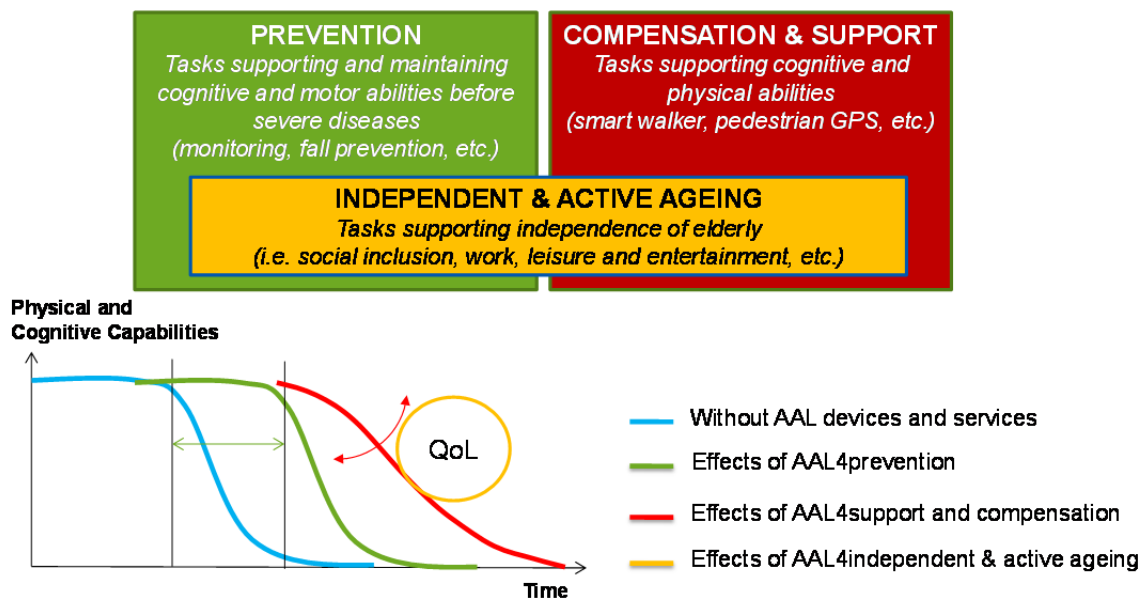 PREVENTION
Tasks supporting and maintaining
cognitive and motor abilities before
severe diseases
(monitoring, fall prevention, etc.)
COMPENSATION & SUPPORT
Tasks supporting cognitive and
physical abilities
(smart walker, pedestrian GPS, etc.)
INDEPENDENT & ACTIVE AGEING
Tasks supporting independence of elderly
(i.e. social inclusion, work, leisure and entertainment, etc.)
Physical and
Cognitive Capabilities
QoL
Time
Without AAL devices and services
Effects of AAL4prevention
Effects of AAL4support and compensation
Effects of AAL4independent & active ageing